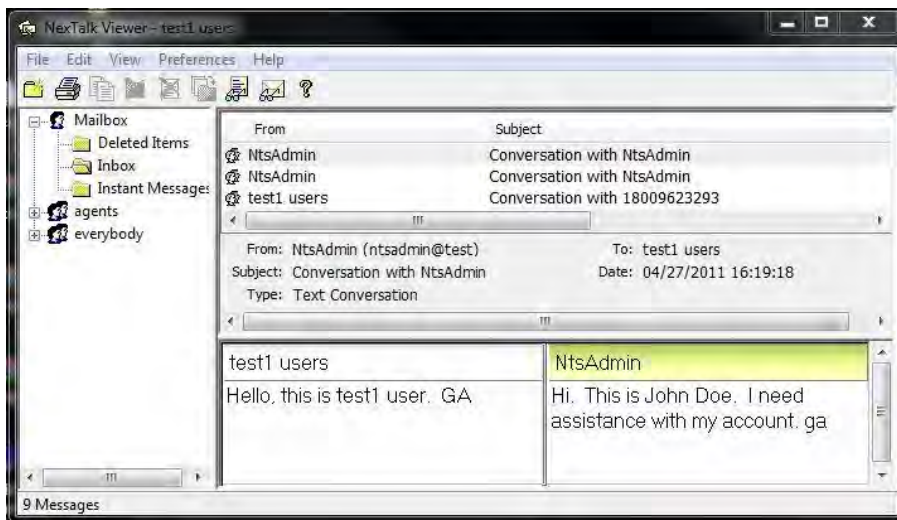 NexTalk Viewer - test1 users
File Edit View Preferences Help
Mailbox
Deleted Items
Inbox
Instant Messages
agents
everybody
From Subject
NtsAdmin Conversation with NtsAdmin
NtsAdmin Conversation with NtsAdmin
test1 users Conversation with 18009623293
From: NtsAdmin (ntsadmin@test) To: test1 users
Subject: Conversation with NtsAdmin Date: 04/27/2011 16:19:18
Type: Text Conversation
test1 users NtsAdmin
Hello, this is test1 user. GA
Hi. This is John Doe. I need
assistance with my account. ga
9 Messages